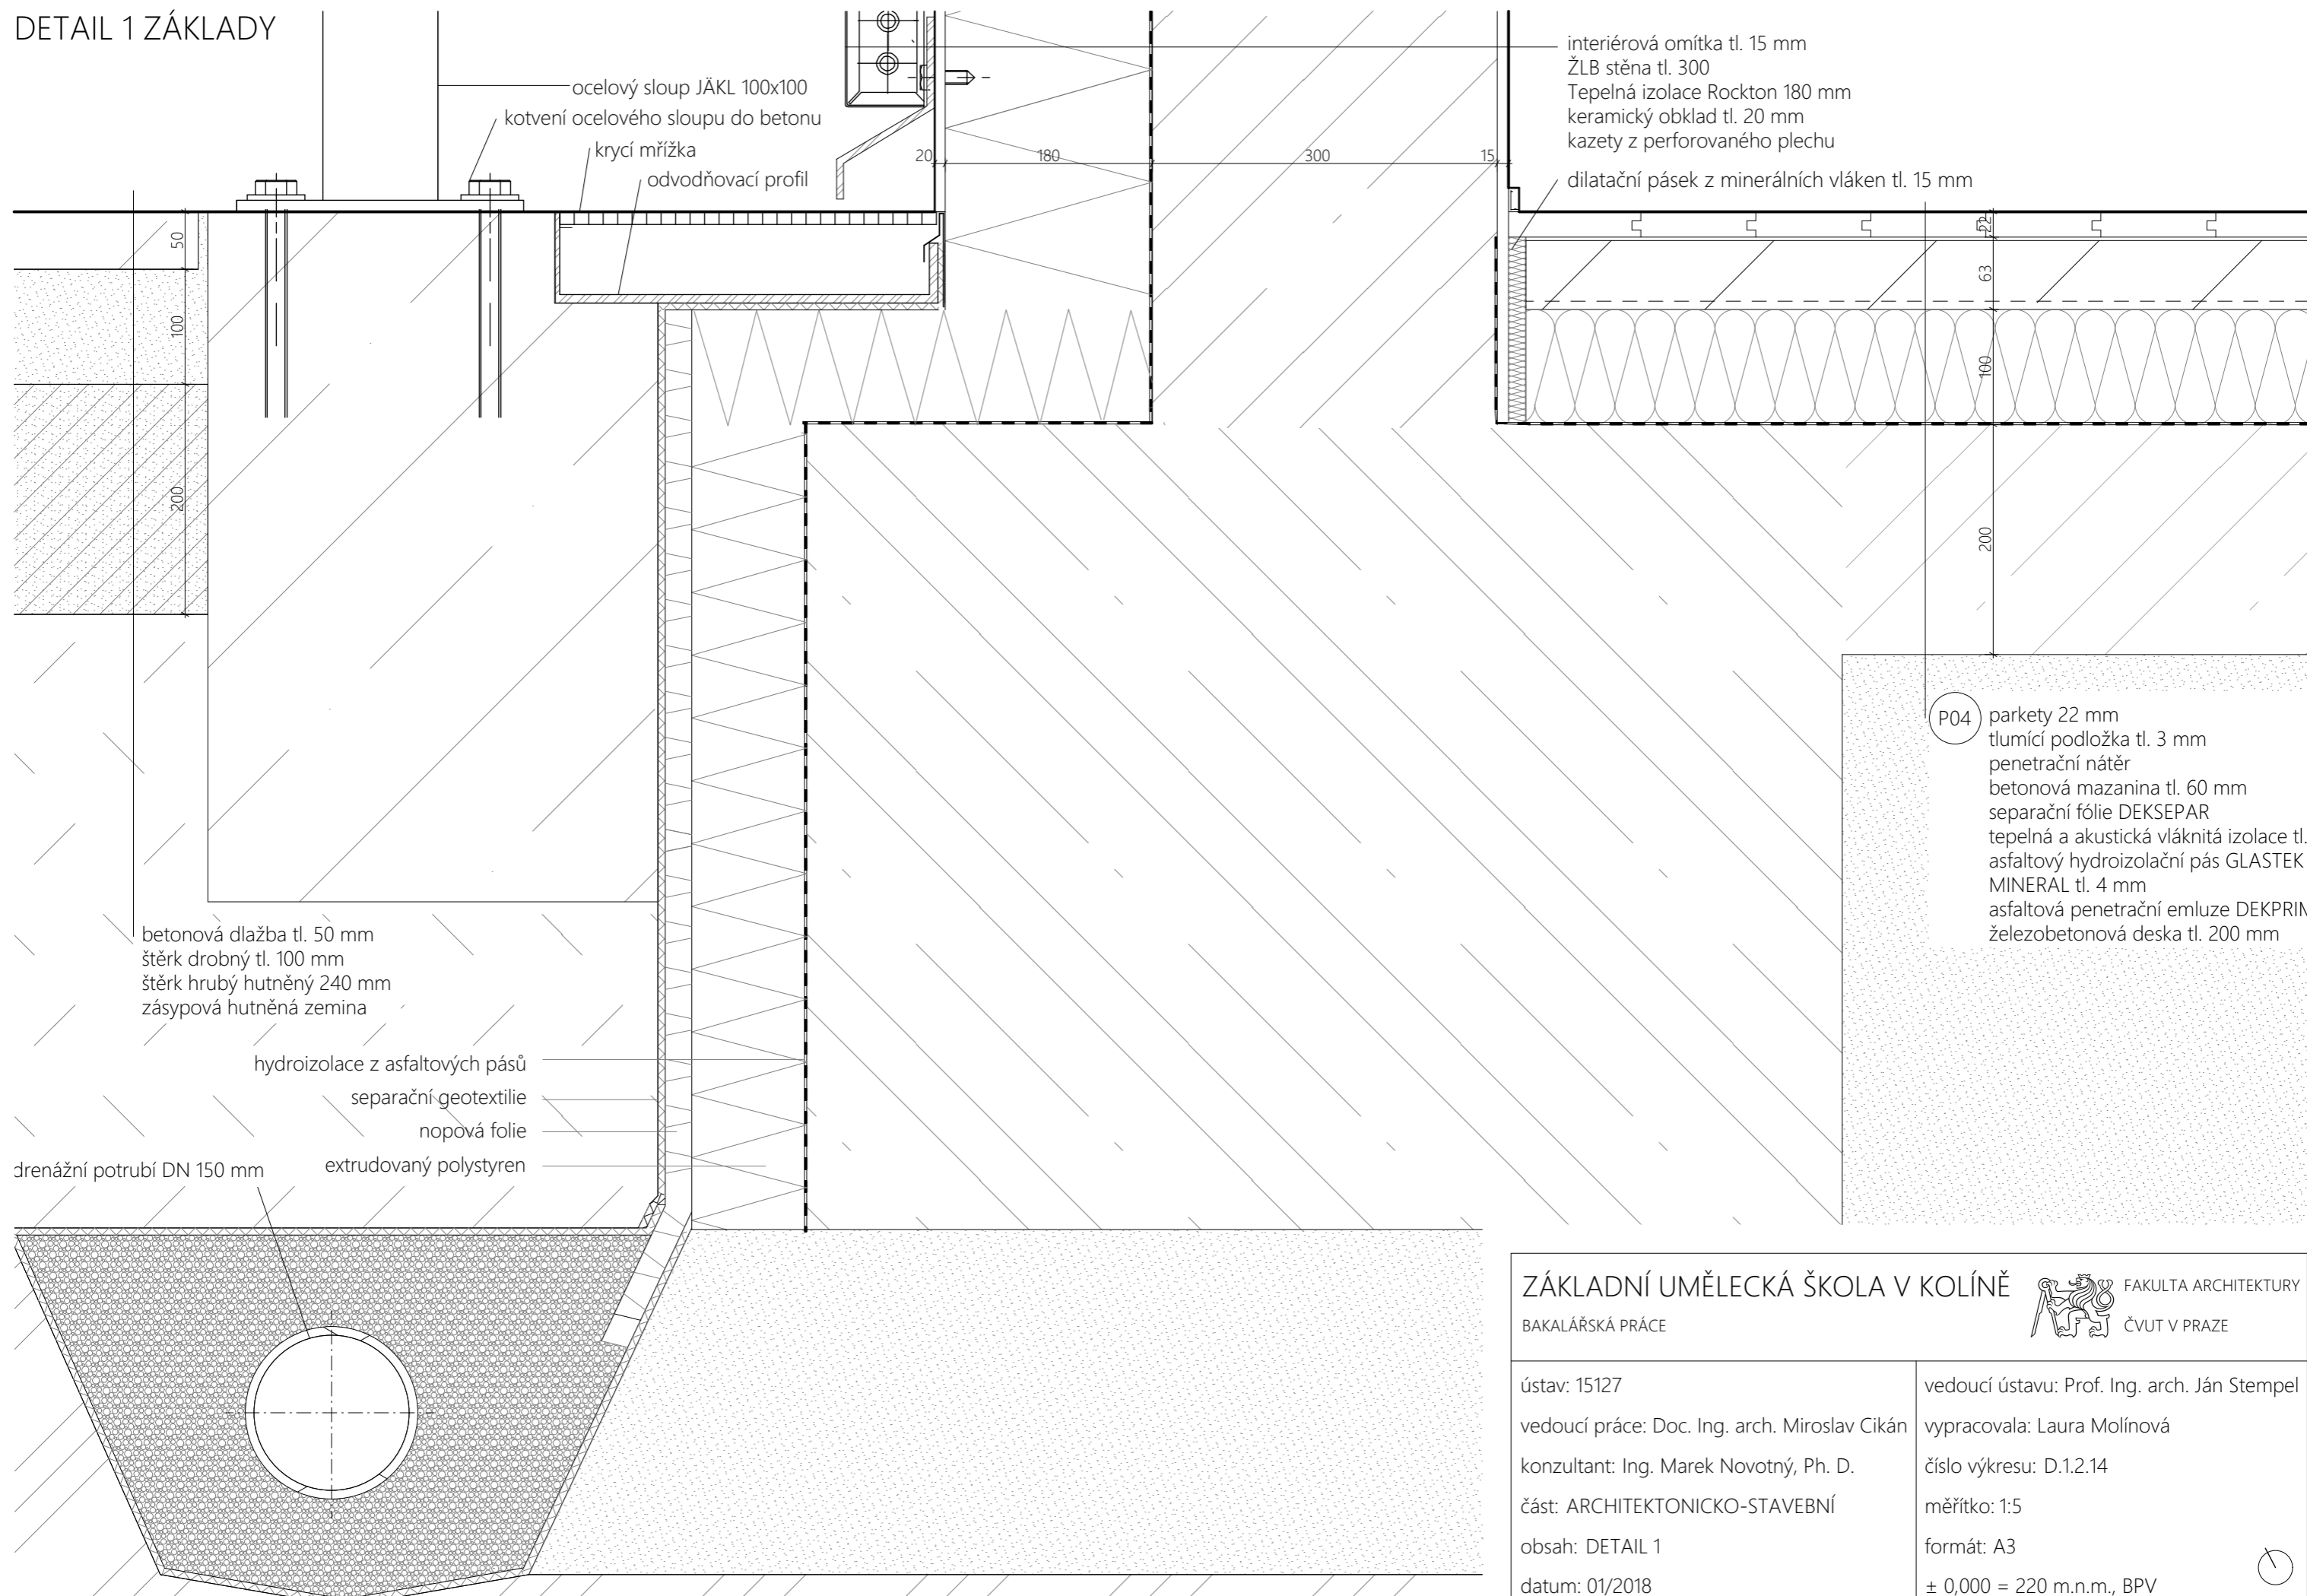 DETAIL 1 ZÁKLADY
ocelový sloup JÄKL 100x100
kotvení ocelového sloupu do betonu
krycí mřížka
odvodňovací profil
interiérová omítka tl. 15 mm
ŽLB stěna tl. 300
Tepelná izolace Rockton 180 mm
keramický obklad tl. 20 mm
kazety z perforovaného plechu
dilatační pásek z minerálních vláken tl. 15 mm
20
180
300
15
50
100
200
22
63
100
200
P04
parkety 22 mm
tlumící podložka tl. 3 mm
penetrační nátěr
betonová mazanina tl. 60 mm
separační fólie DEKSEPAR
tepelná a akustická vláknitá izolace tl.
asfaltový hydroizolační pás GLASTEK
MINERAL tl. 4 mm
asfaltová penetrační emluze DEKPRIM
železobetonová deska tl. 200 mm
betonová dlažba tl. 50 mm
štěrk drobný tl. 100 mm
štěrk hrubý hutněný 240 mm
zásypová hutněná zemina
hydroizolace z asfaltových pásů
separační geotextilie
nopová folie
extrudovaný polystyren
drenážní potrubí DN 150 mm
ZÁKLADNÍ UMĚLECKÁ ŠKOLA V KOLÍNĚ
BAKALÁŘSKÁ PRÁCE
FAKULTA ARCHITEKTURY
ČVUT V PRAZE
ústav: 15127
vedoucí práce: Doc. Ing. arch. Miroslav Cikán
konzultant: Ing. Marek Novotný, Ph. D.
část: ARCHITEKTONICKO-STAVEBNÍ
obsah: DETAIL 1
datum: 01/2018
vedoucí ústavu: Prof. Ing. arch. Ján Stempel
vypracovala: Laura Molínová
číslo výkresu: D.1.2.14
měřítko: 1:5
formát: A3
± 0,000 = 220 m.n.m., BPV